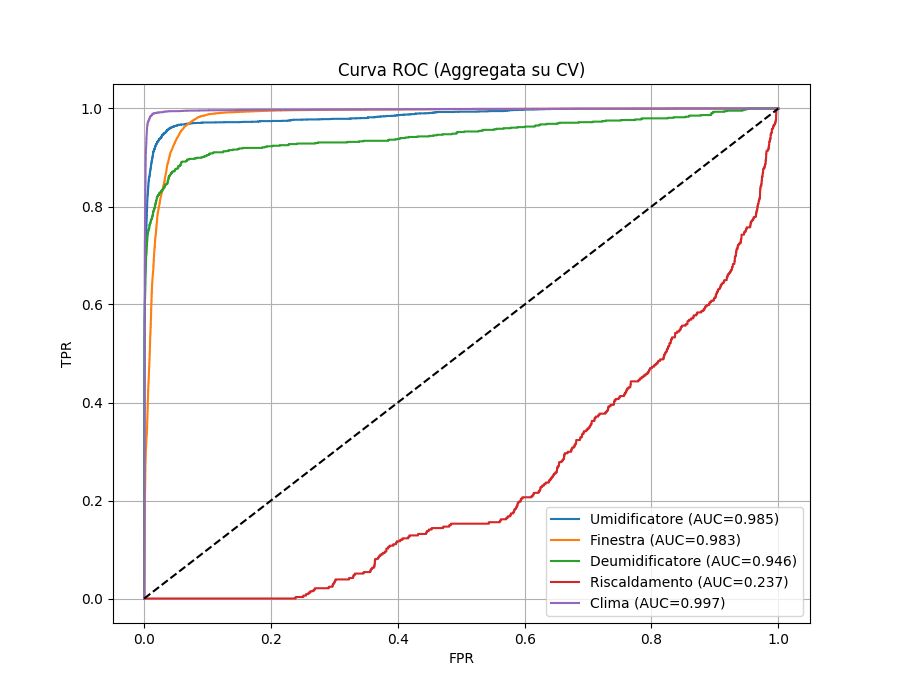 Curva ROC (Aggregata su CV)
TPR
1.0
0.8
0.6
0.4
0.2
0.0
0.0 0.2 0.4 0.6 0.8 1.0
FPR
Umidificatore (AUC=0.985)
Finestra (AUC=0.983)
Deumidificatore (AUC=0.946)
Riscaldamento (AUC=0.237)
Clima (AUC=0.997)